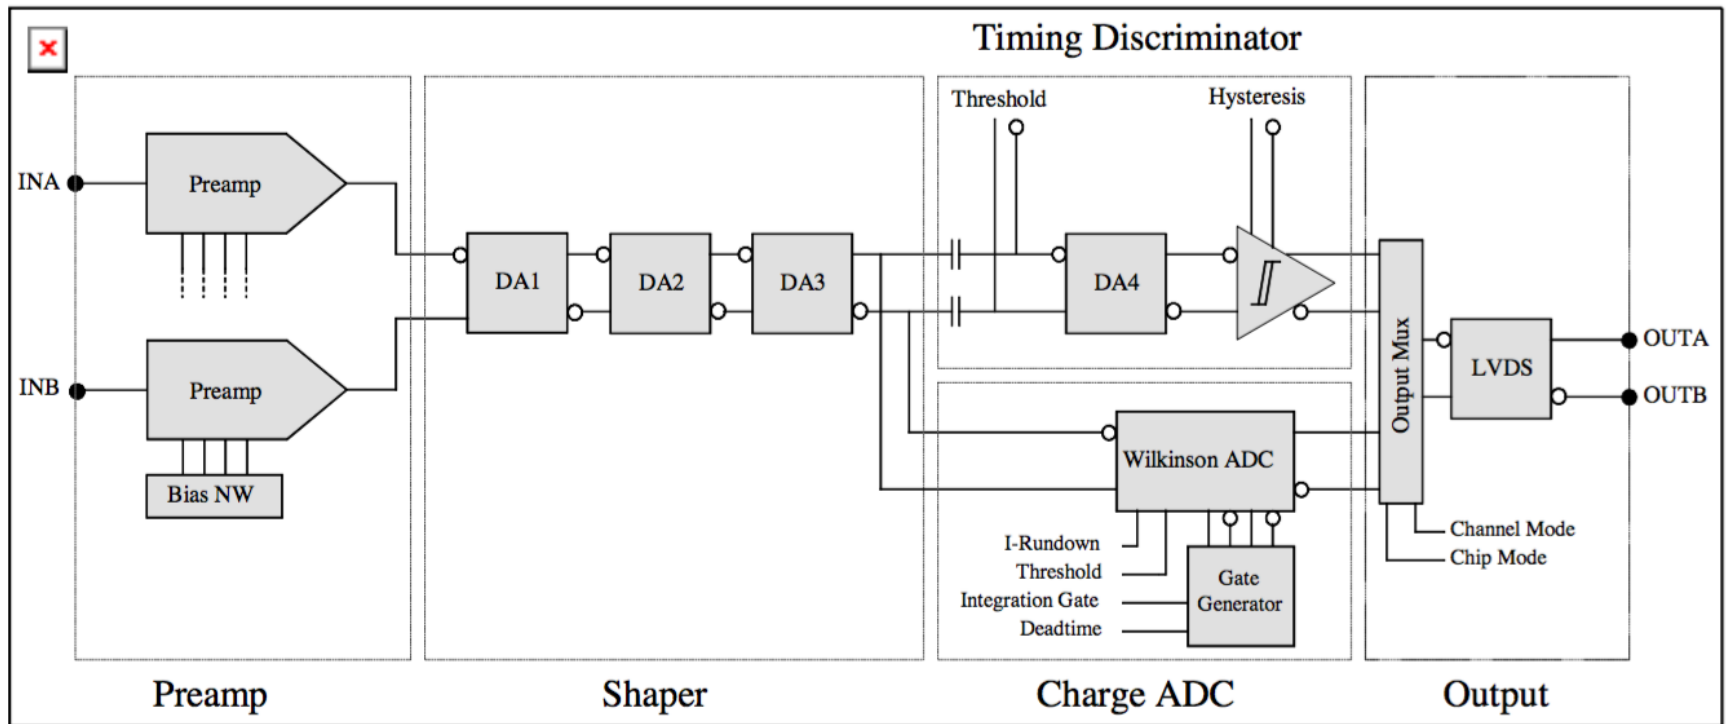 Timing Discriminator
Threshold
Hysteresis
INA
Preamp
DA1
DA2
DA3
DA4
INB
Preamp
Bias NW
Output Mux
LVDS
OUTA
OUTB
Wilkinson ADC
I-Rundown
Threshold
Integration Gate
Deadtime
Gate
Generator
Channel Mode
Chip Mode
Preamp
Shaper
Charge ADC
Output